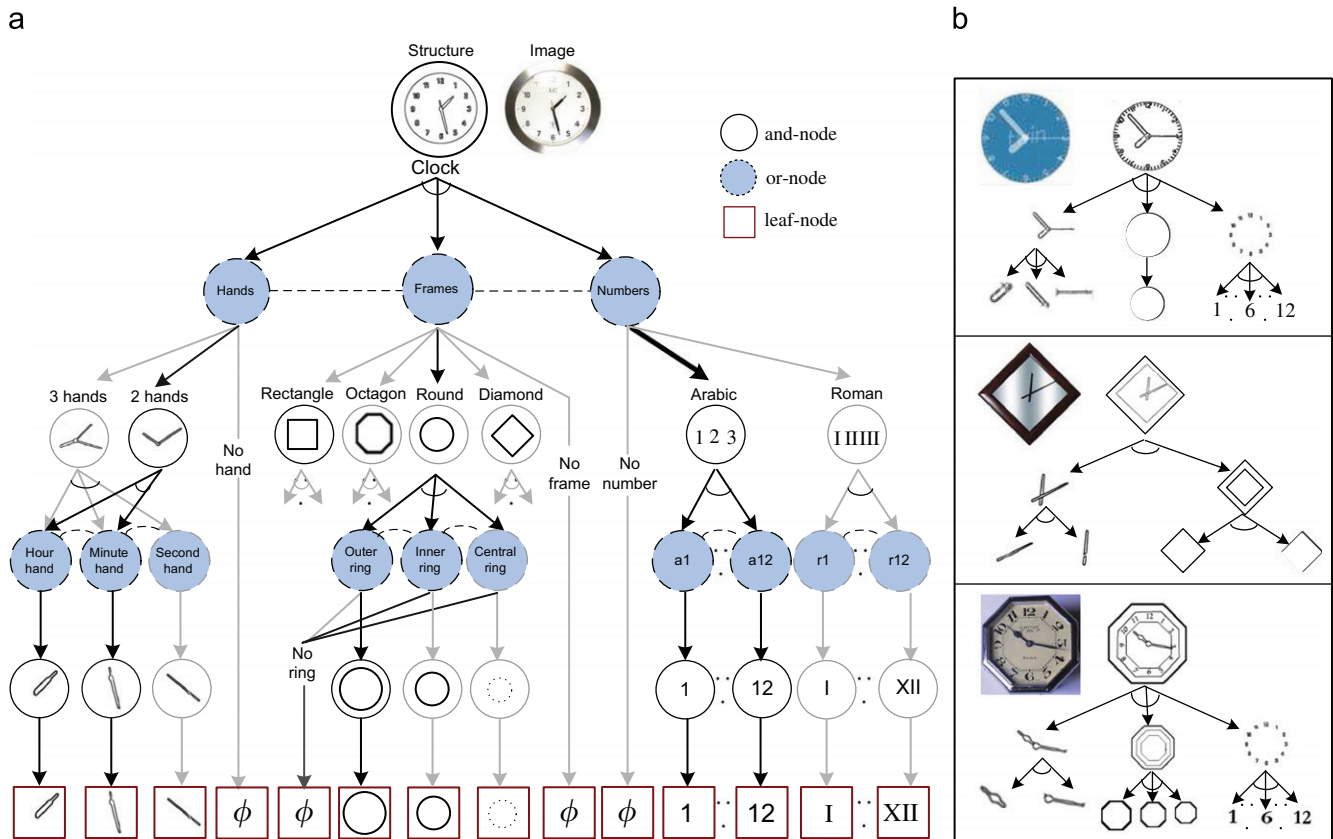 a
b
Structure
Image
Clock
and-node
or-node
leaf-node
Hands
Frames
Numbers
3 hands
2 hands
No
hand
Rectangle
Octagon
Round
Diamond
No
frame
No
number
Arabic
Roman
1 2 3
I II III
Hour
hand
Minute
hand
Second
hand
Outer
ring
Inner
ring
Central
ring
a1
a12
r1
r12
No
ring
1
12
I
XII
ϕ
ϕ
ϕ
ϕ
1
12
I
XII
1 6 12
1 6 12